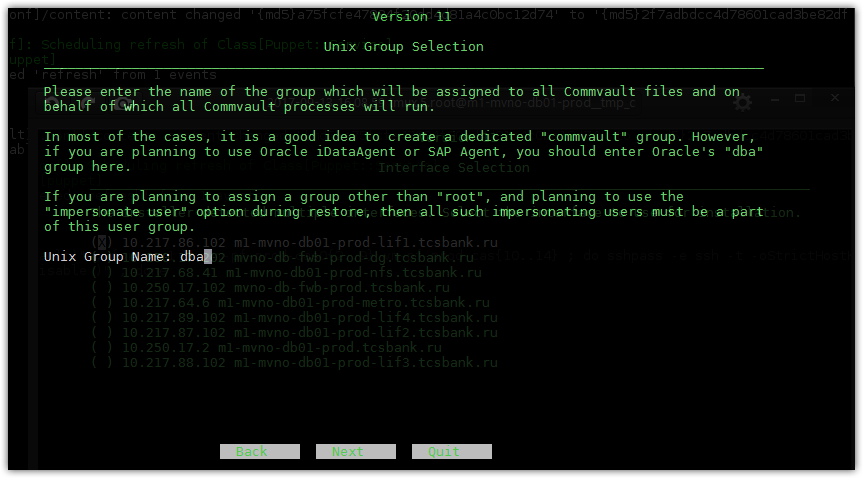 onf]/content: content changed '{md5}a75fcfe47
81a4c0bc12d74' to '{md5}2f7adbdcc4d78601cad3be82df
Version 11
f]: Scheduling refresh of Class[Puppet:
Unix Group Selection
uppet]
ed 'refresh' from 1 events
Please enter the name of the group which will be assigned to all Commvault files and on
behalf of which all Commvault processes will run.
root@m1-mvno-db01-prod:_tmp_c
In most of the cases, it is a good idea to create a dedicated "commvault" group. However,
if you are planning to use Oracle iDataAgent or SAP Agent, you should enter Oracle's "dba"
group here.
Interface Selection
If you are planning to assign a group other than "root", and planning to use the
"impersonate user" option during restore, then all such impersonating users must be a part
of this user group.
(X) 10.217.86.102 m1-mvno-db01-prod-lif1.tcsbank.ru
Unix Group Name: dba
mvno-db-fwb-prod-dg.tcsbank.ru
( ) 10.217.68.41 m1-mvno-db01-prod-nfs.tcsbank.ru
( ) 10.250.17.102 mvno-db-fwb-prod.tcsbank.ru
( ) 10.217.64.6 m1-mvno-db01-prod-metro.tcsbank.ru
( ) 10.217.89.102 m1-mvno-db01-prod-lif4.tcsbank.ru
( ) 10.217.87.102 m1-mvno-db01-prod-lif2.tcsbank.ru
( ) 10.250.17.2 m1-mvno-db01-prod.tcsbank.ru
( ) 10.217.88.102 m1-mvno-db01-prod-lif3.tcsbank.ru
Back Next Quit